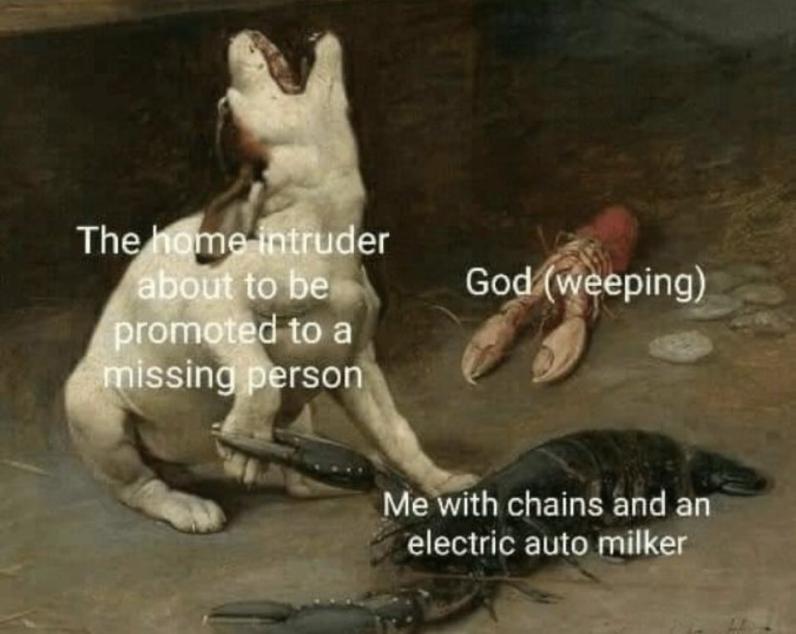 The home intruder
about to be
promoted to a
missing person
God (weeping)
Me with chains and an
electric auto milker